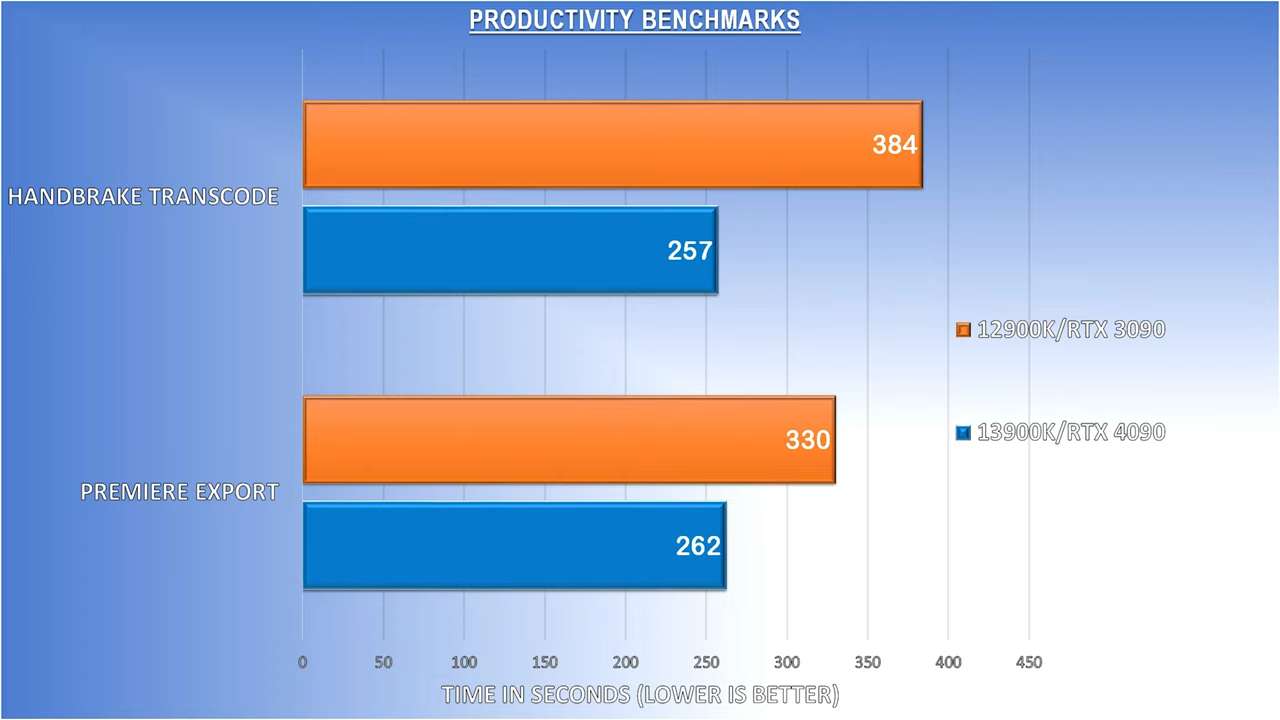 PRODUCTIVITY BENCHMARKS
384
HANDBRAKE TRANSCODE
257
12900K/RTX 3090
330
13900K/RTX 4090
PREMIERE EXPORT
262
0 50 100 150 200 250 300 350 400 450
TIME IN SECONDS (LOWER IS BETTER)